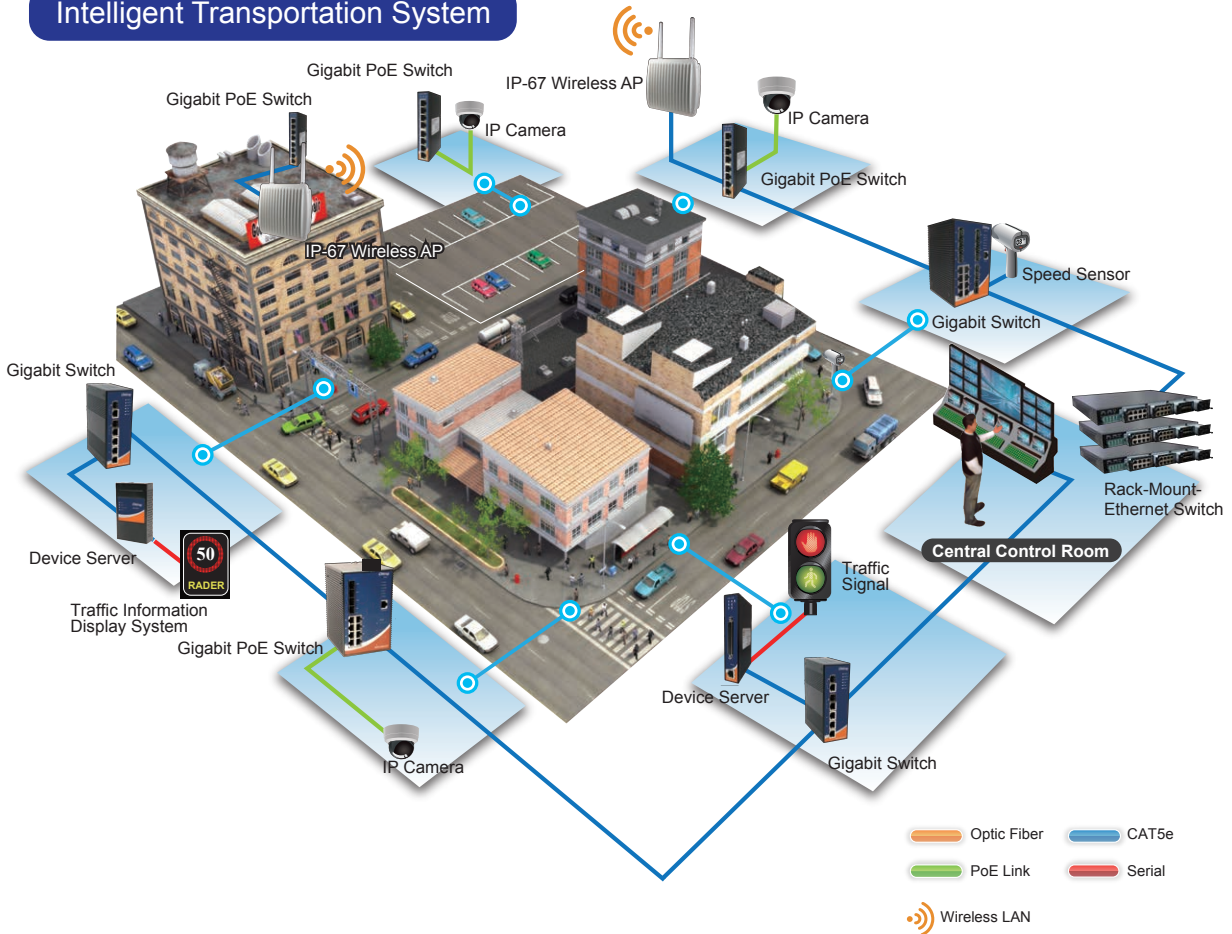 Intelligent Transportation System
Gigabit PoE Switch
IP-67 Wireless AP
Gigabit PoE Switch
IP Camera
IP Camera
Gigabit PoE Switch
IP-67 Wireless AP
Speed Sensor
Gigabit Switch
Gigabit Switch
Rack-Mount-
Ethernet Switch
Central Control Room
Device Server
50
RADER
Traffic
Signal
Traffic Information
Display System
Gigabit PoE Switch
Device Server
IP Camera
Gigabit Switch
Optic Fiber
CAT5e
PoE Link
Serial
Wireless LAN